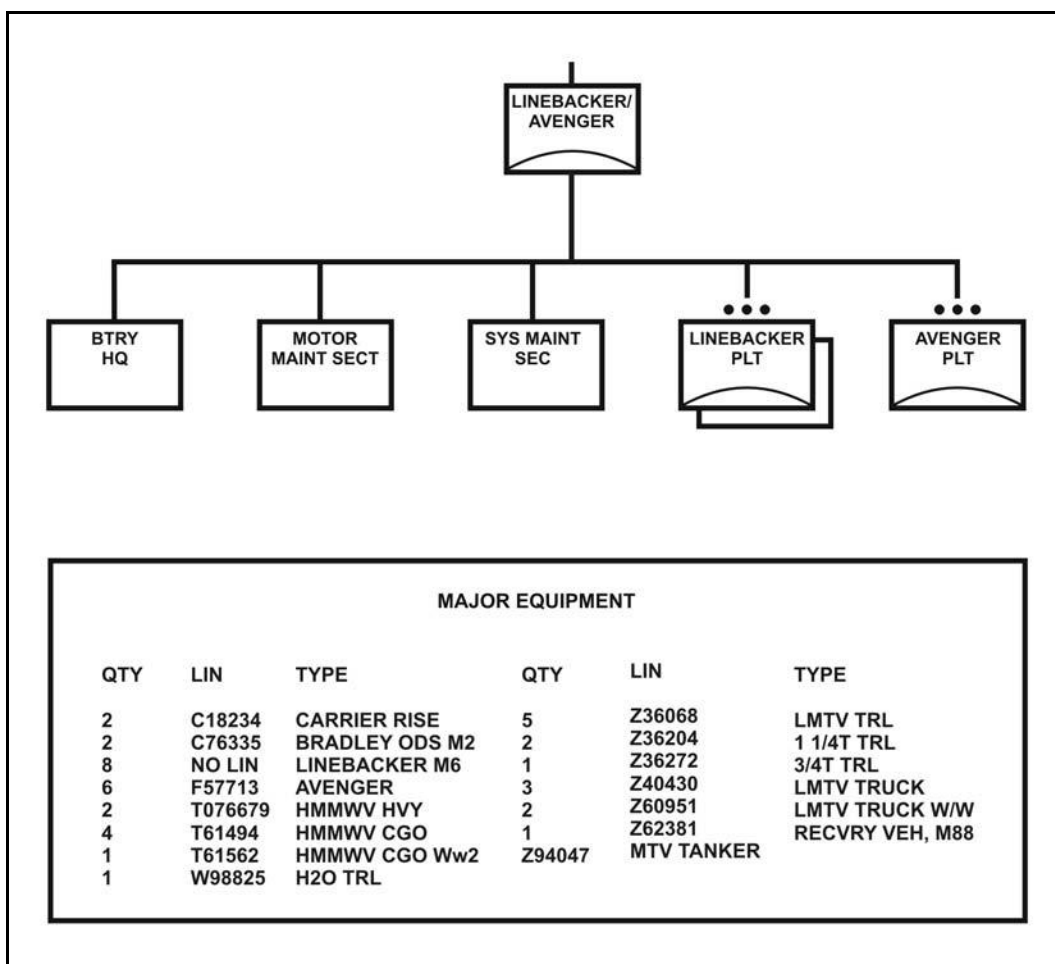 LINEBACKER/
AVENGER
BTRY
HQ
MOTOR
MAINT SECT
SYS MAINT
SEC
LINEBACKER
PLT
AVENGER
PLT
MAJOR EQUIPMENT
QTY LIN TYPE QTY LIN TYPE
2 C18234 CARRIER RISE 5 Z36068 LMTV TRL
2 C76335 BRADLEY ODS M2 2 Z36204 1 1/4T TRL
8 NO LIN LINEBACKER M6 1 Z36272 3/4T TRL
6 F57713 AVENGER 3 Z40430 LMTV TRUCK
2 T076679 HMMWV HVY 2 Z60951 LMTV TRUCK W/W
4 T61494 HMMWV CGO 1 Z62381 RECVRY VEH, M88
1 T61562 HMMWV CGO Ww2 Z94047 MTV TANKER
1 W98825 H2O TRL